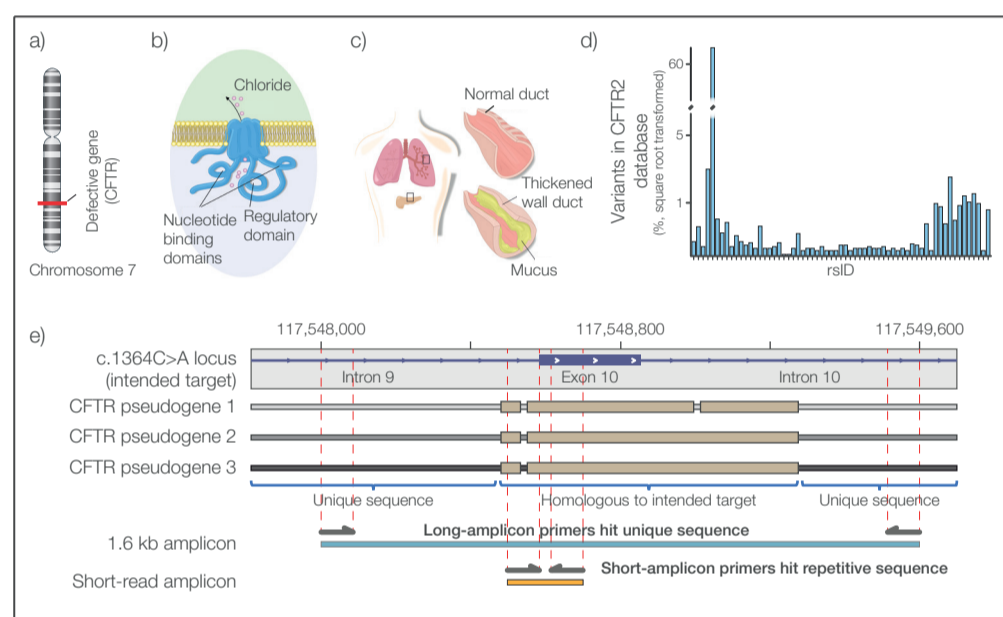 a)
Defective gene
(CFTR)
Chromosome 7
b)
Chloride
Nucleotide
binding
domains
Regulatory
domain
c)
Normal duct
Thickened
wall duct
Mucus
d)
Variants in CFTR2
database
(%, square root transformed)
60
5
1
rsID
e)
117,548,000
117,548,800
117,549,600
c.1364C>A locus
(intended target)
Intron 9
Exon 10
Intron 10
CFTR pseudogene 1
CFTR pseudogene 2
CFTR pseudogene 3
Unique sequence
Homologous to intended target
Unique sequence
Long-amplicon primers hit unique sequence
1.6 kb amplicon
Short-amplicon primers hit repetitive sequence
Short-read amplicon